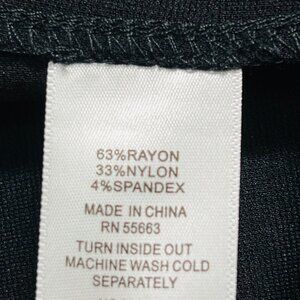 63%RAYON
33%NYLON
4%SPANDEX
MADE IN CHINA
RN 55663
TURN INSIDE OUT
MACHINE WASH COLD
SEPARATELY